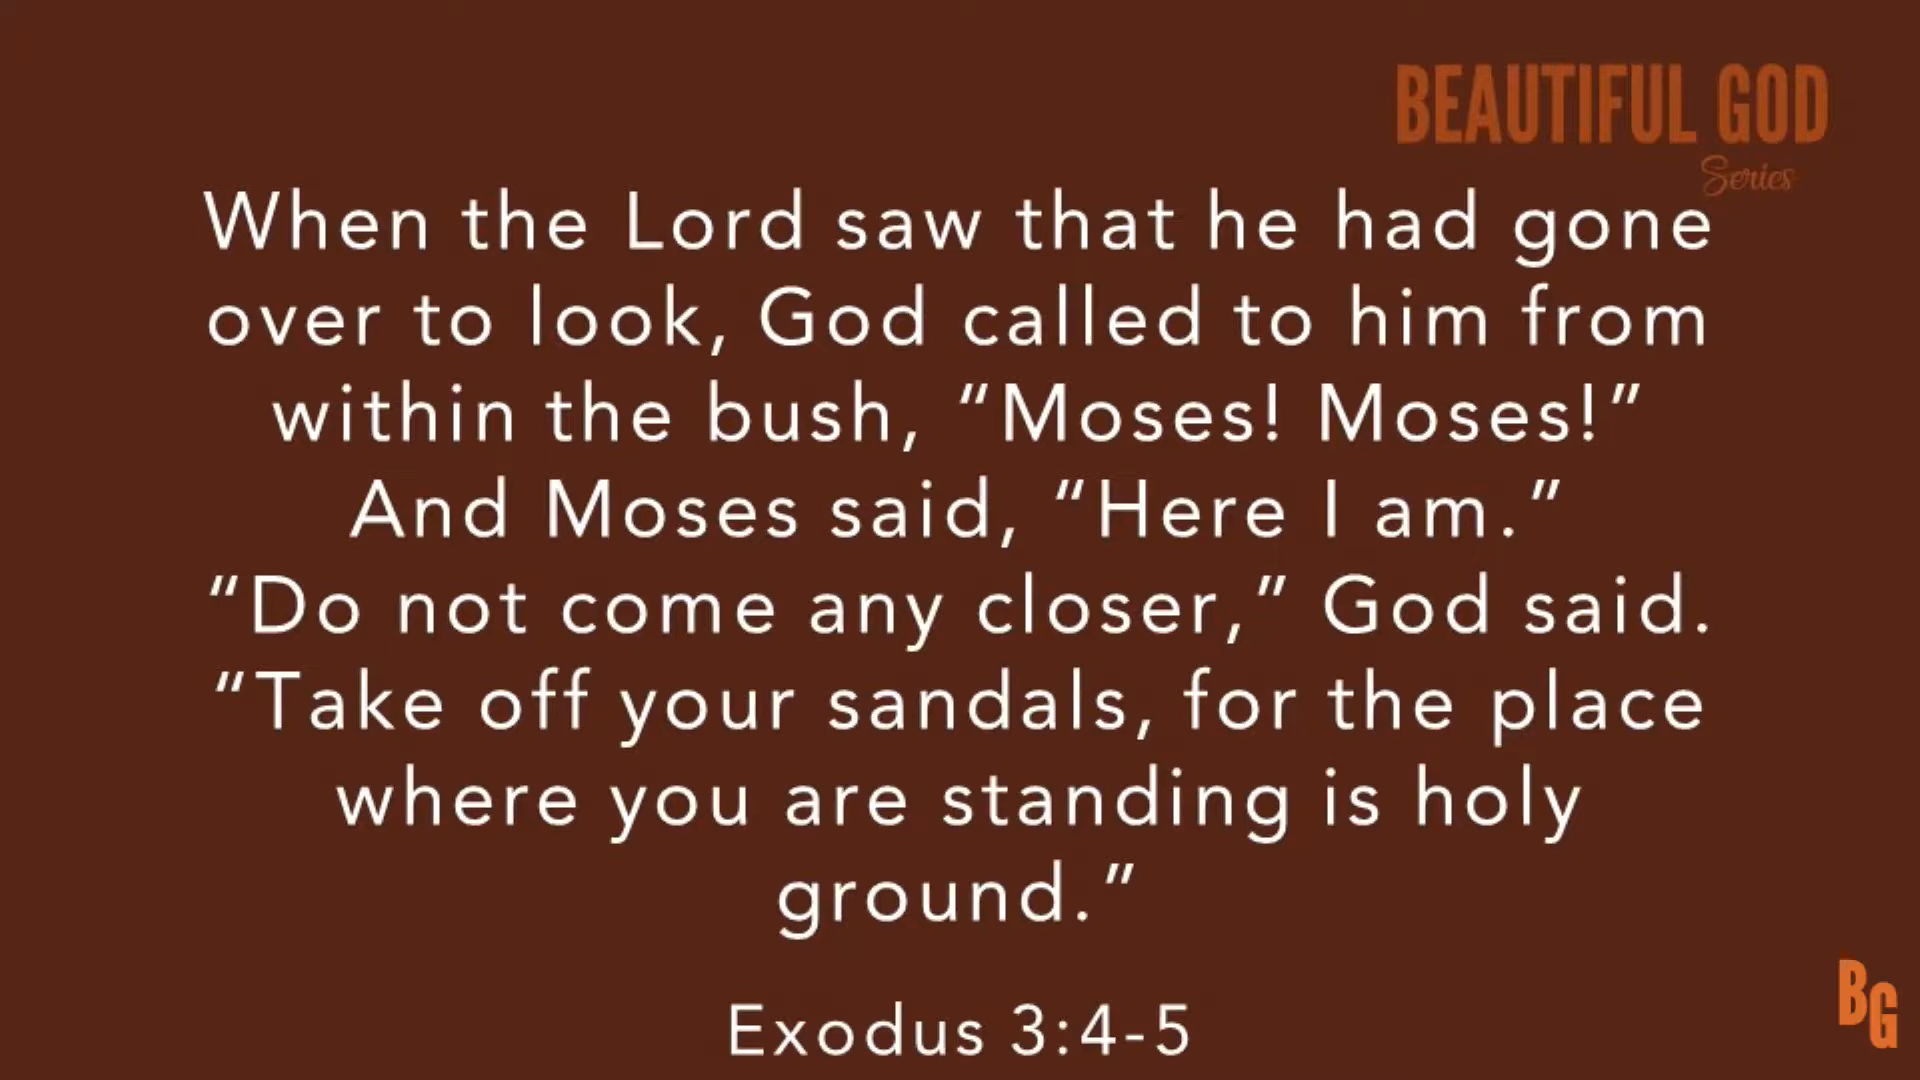 BEAUTIFUL GOD
Series
When the Lord saw that he had gone
over to look, God called to him from
within the bush, “Moses! Moses!”
And Moses said, “Here I am.”
“Do not come any closer,” God said.
“Take off your sandals, for the place
where you are standing is holy
ground.”
Exodus 3:4-5
BG